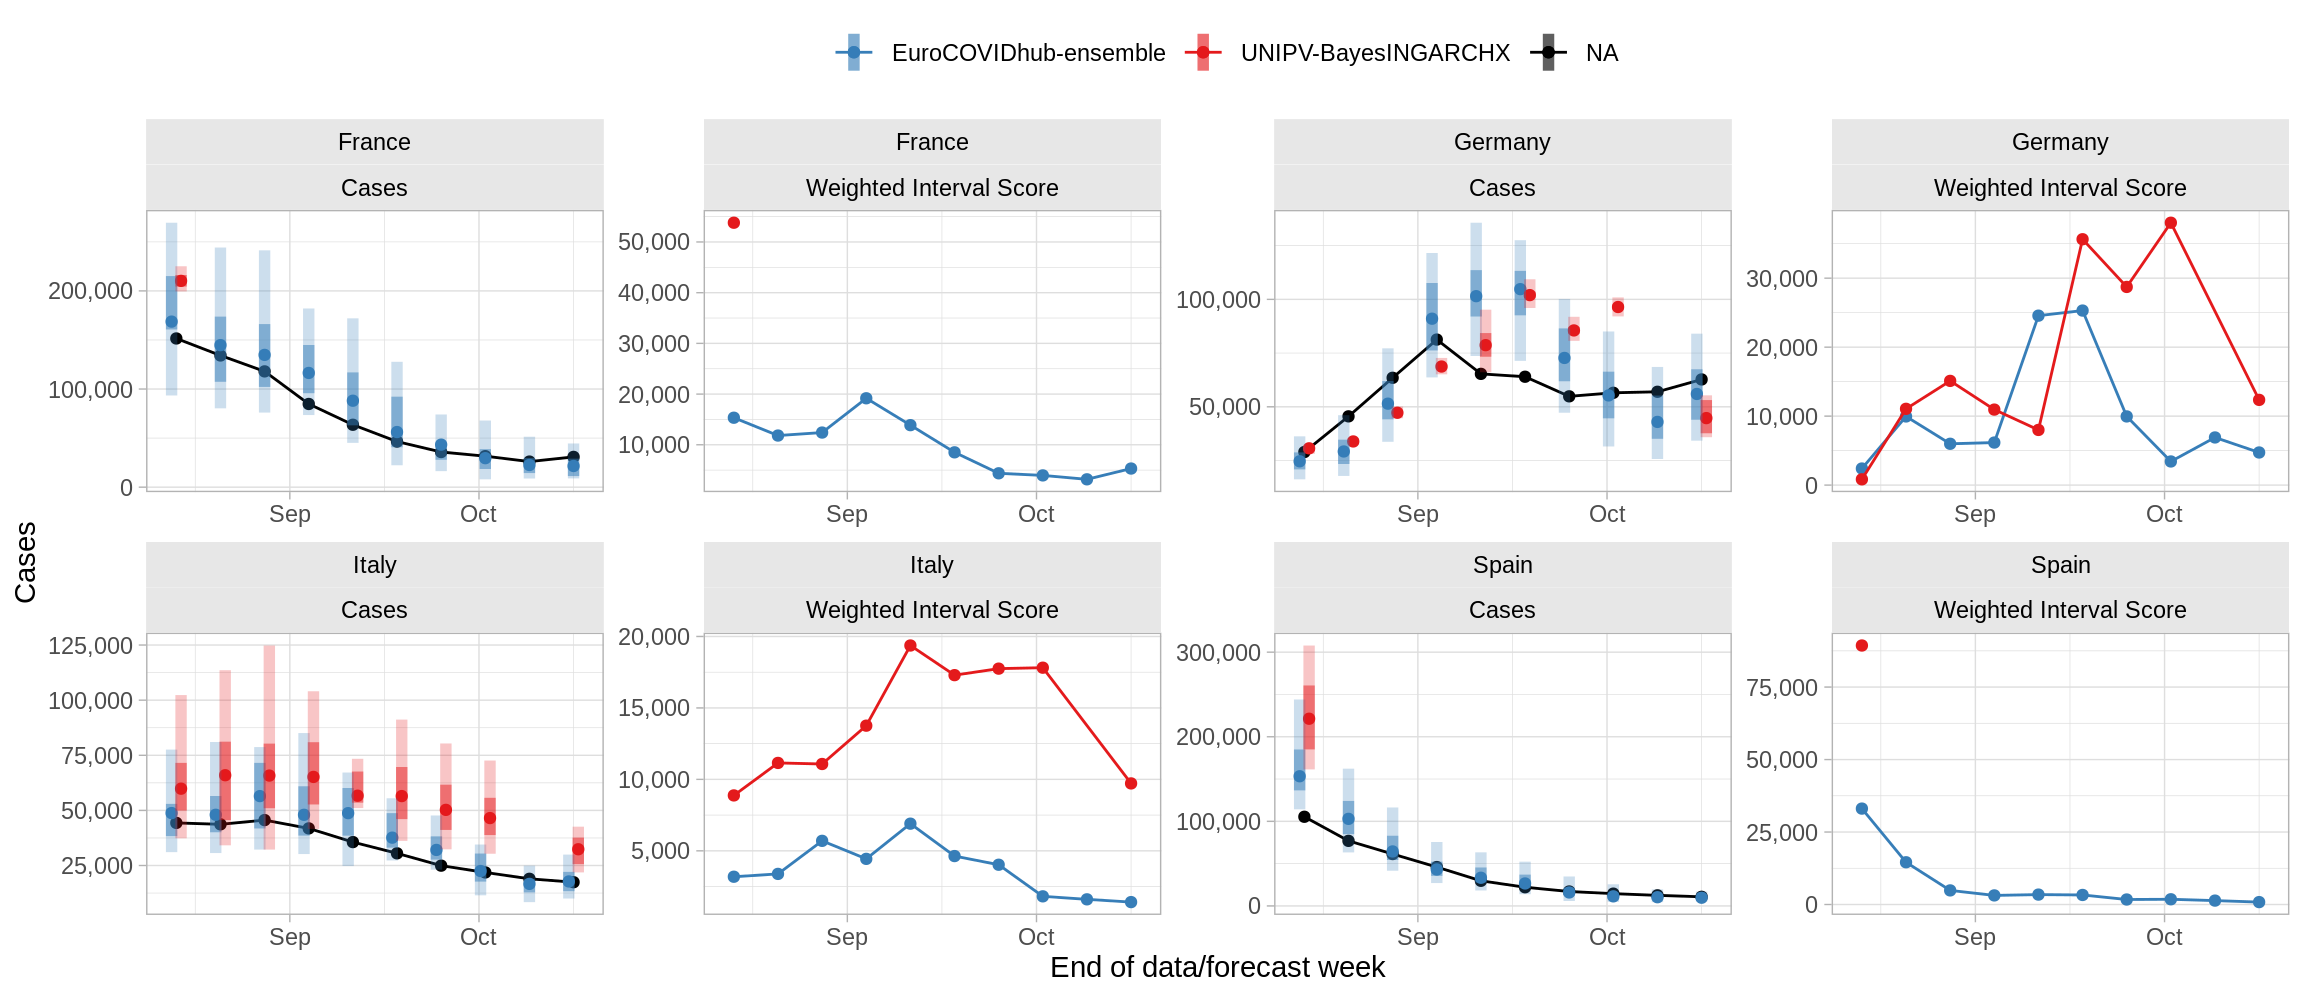 EuroCOVIDhub-ensemble UNIPV-BayesINGARCHX NA
France France Germany Germany
Cases Weighted Interval Score Cases Weighted Interval Score
200,000
100,000
0
Sep Oct
50,000
40,000
30,000
20,000
10,000
Sep Oct
100,000
50,000
Sep Oct
30,000
20,000
10,000
0
Sep Oct
Cases
Italy Italy Spain Spain
Cases Weighted Interval Score Cases Weighted Interval Score
125,000
100,000
75,000
50,000
25,000
Sep Oct
20,000
15,000
10,000
5,000
Sep Oct
300,000
200,000
100,000
0
Sep Oct
75,000
50,000
25,000
0
Sep Oct
End of data/forecast week